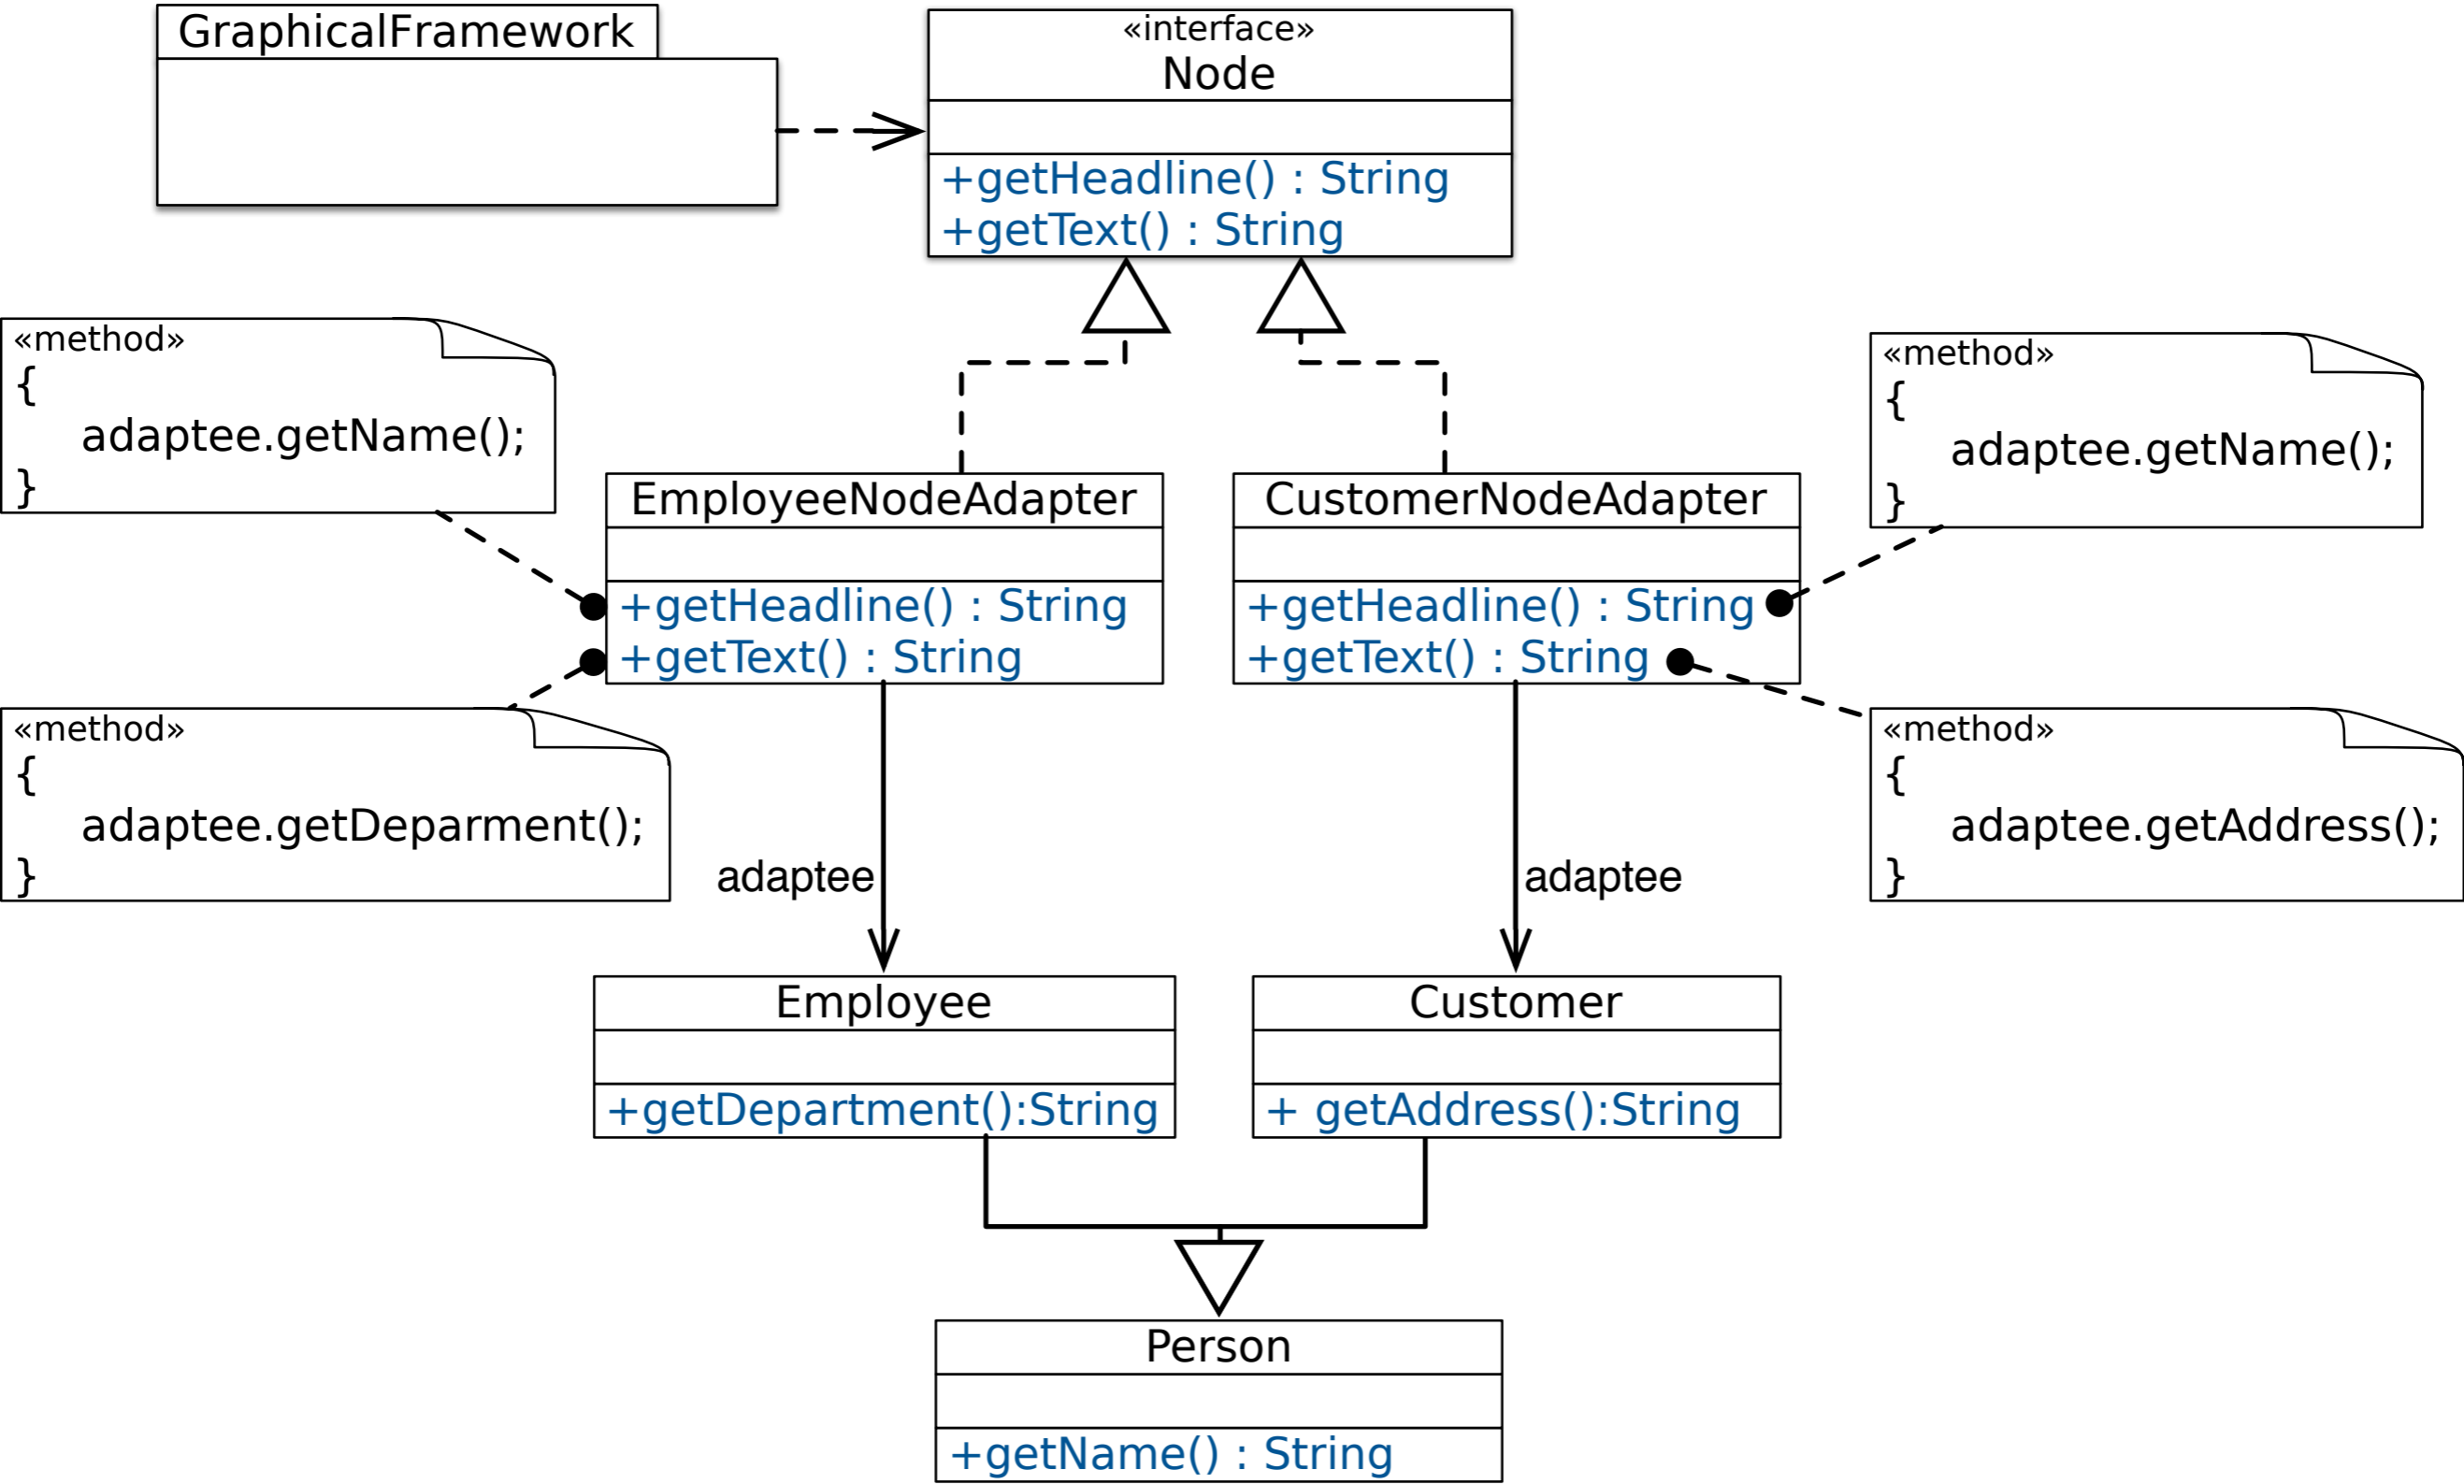 GraphicalFramework
«interface»
Node
+getHeadline() : String
+getText() : String
«method»
{
adaptee.getName();
}
«method»
{
adaptee.getName();
}
EmployeeNodeAdapter
+getHeadline() : String
+getText() : String
CustomerNodeAdapter
+getHeadline() : String
+getText() : String
«method»
{
adaptee.getDeparment();
}
«method»
{
adaptee.getAddress();
}
adaptee
adaptee
Employee
+getDepartment():String
Customer
+ getAddress():String
Person
+getName() : String